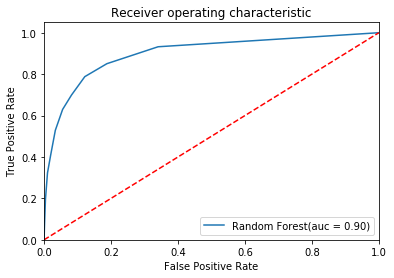 Receiver operating characteristic
True Positive Rate
1.0
0.8
0.6
0.4
0.2
0.0
Random Forest(auc = 0.90)
0.0 0.2 0.4 0.6 0.8 1.0
False Positive Rate